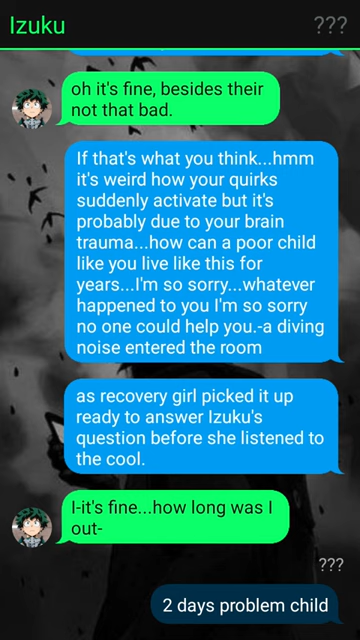 Izuku
???
oh it's fine, besides their
not that bad.
If that's what you think...hmm
it's weird how your quirks
suddenly activate but it's
probably due to your brain
trauma...how can a poor child
like you live like this for
years...I'm so sorry...whatever
happened to you I'm so sorry
no one could help you.-a diving
noise entered the room
as recovery girl picked it up
ready to answer Izuku's
question before she listened to
the cool.
I-it's fine...how long was I
out-
???
2 days problem child